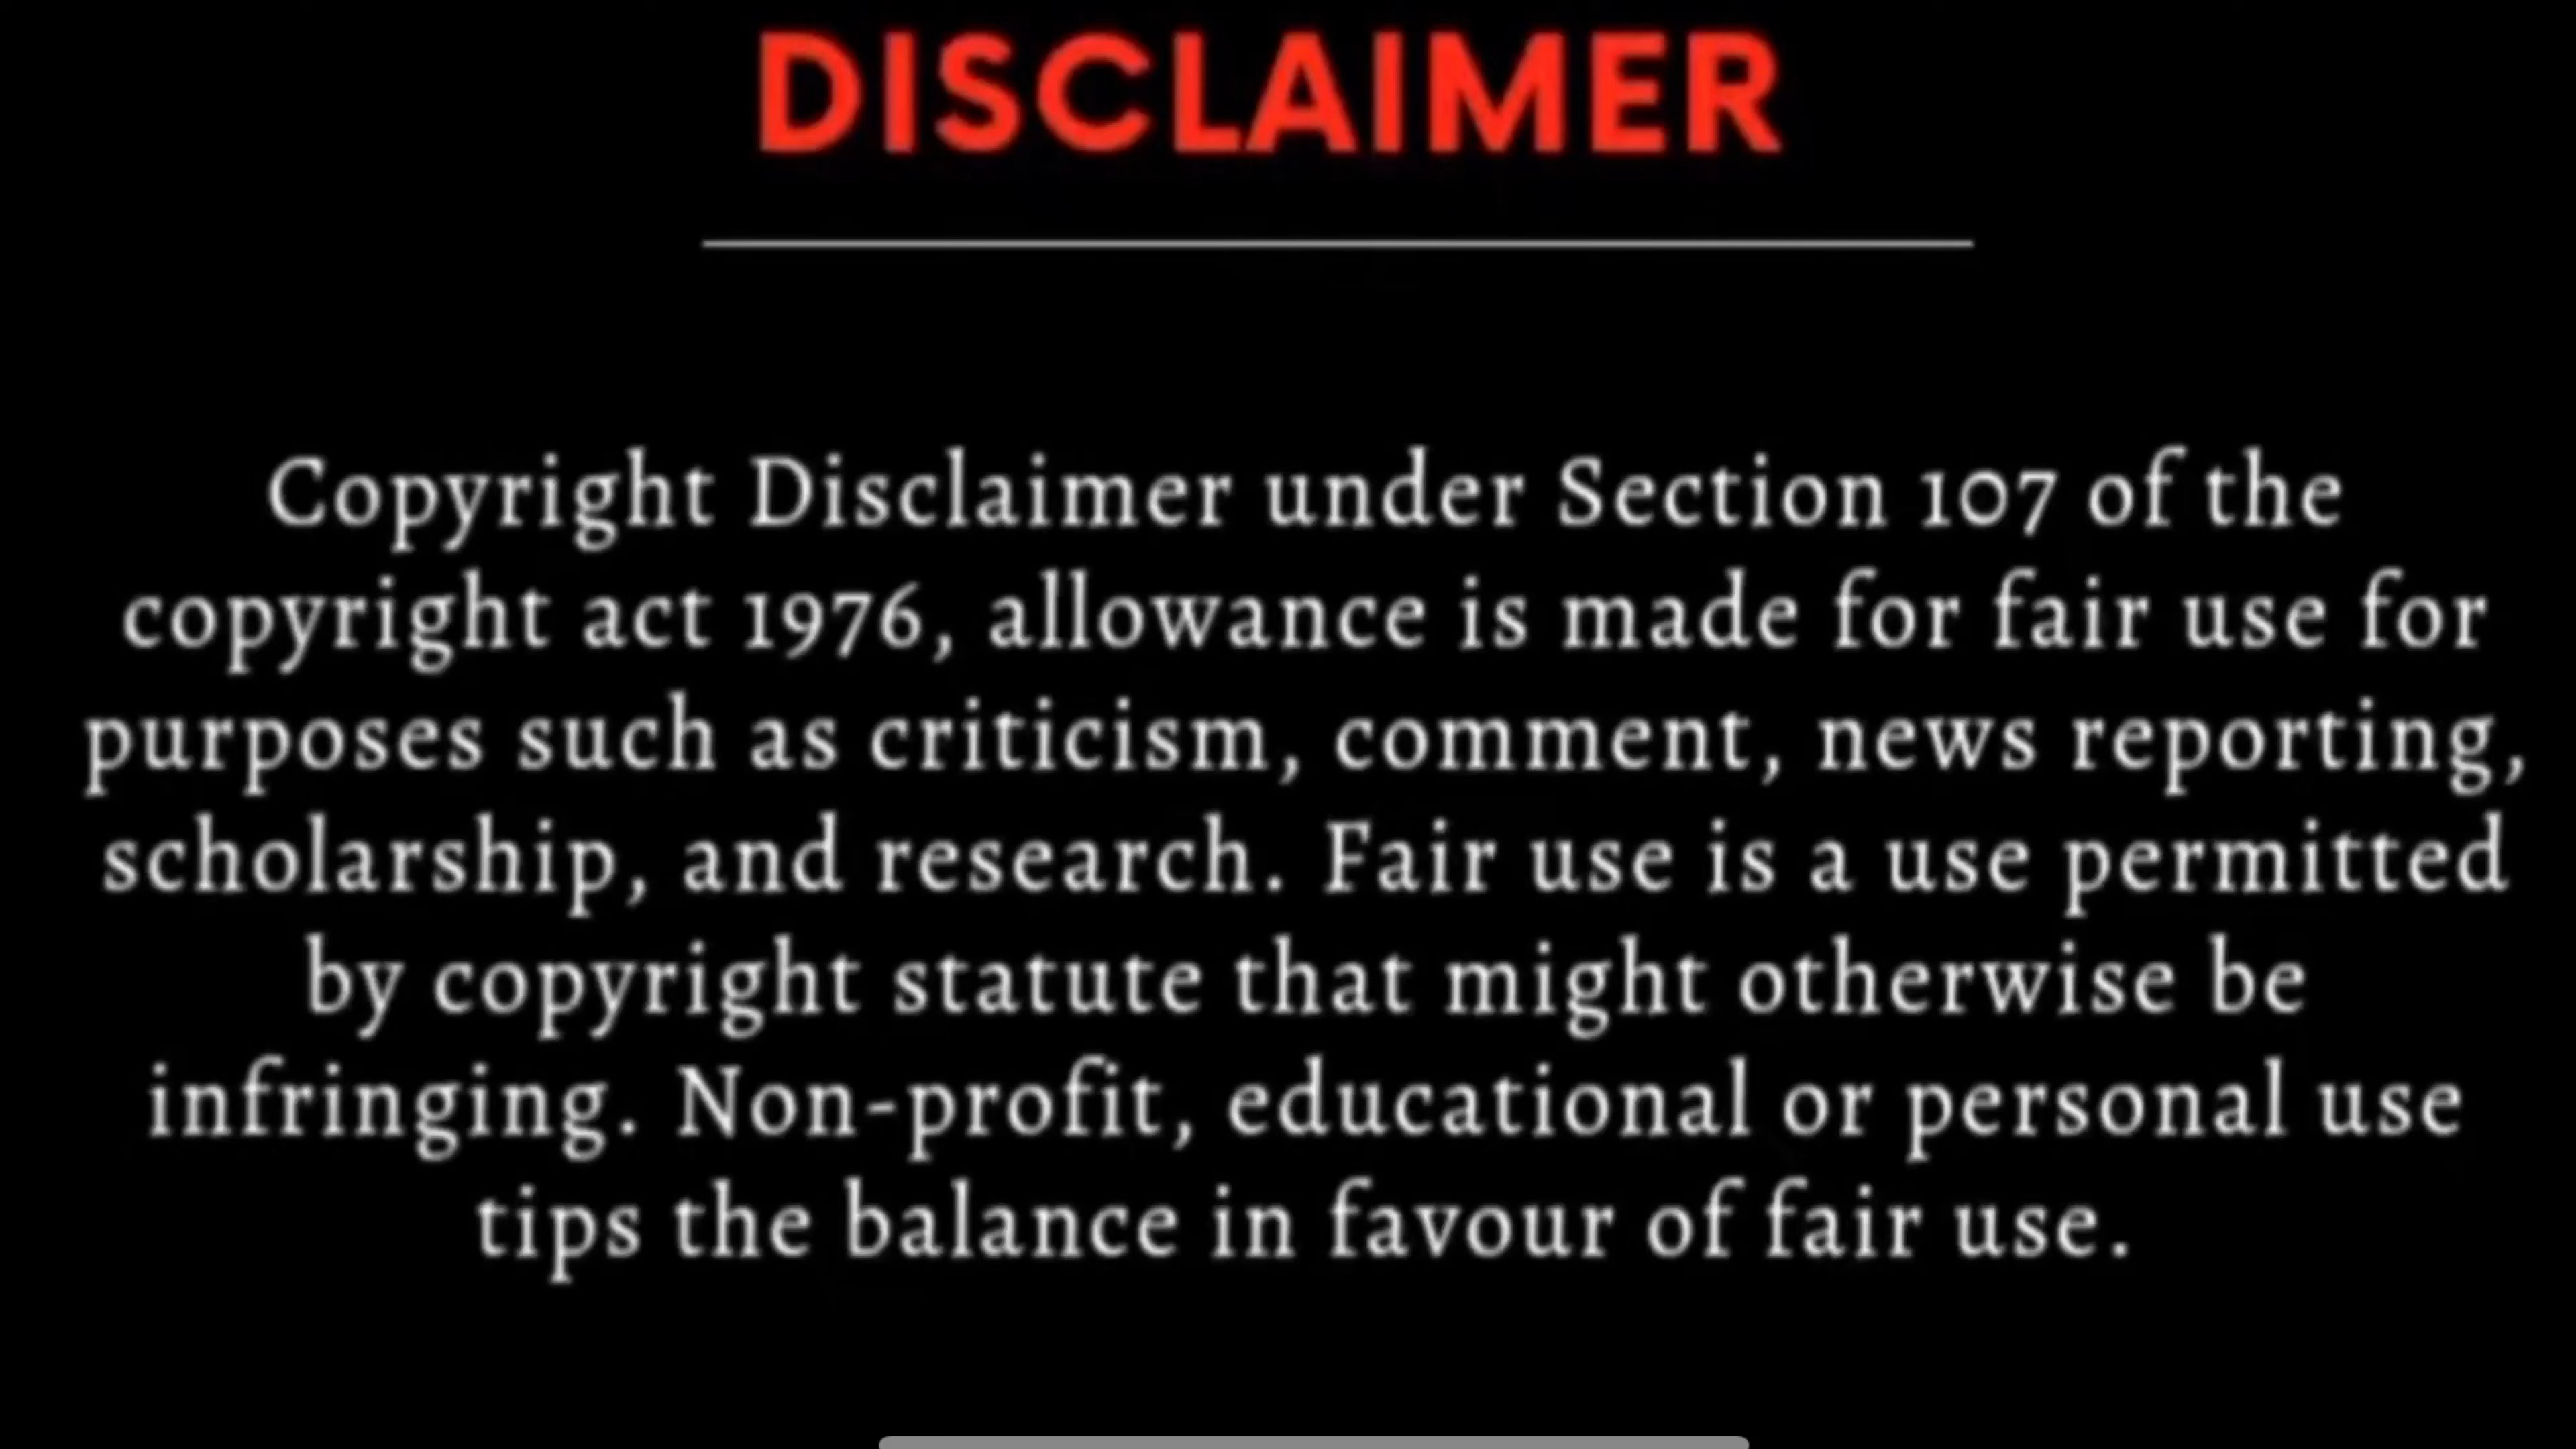 DISCLAIMER
Copyright Disclaimer under Section 107 of the
copyright act 1976, allowance is made for fair use for
purposes such as criticism, comment, news reporting,
scholarship, and research. Fair use is a use permitted
by copyright statute that might otherwise be
infringing. Non-profit, educational or personal use
tips the balance in favour of fair use.